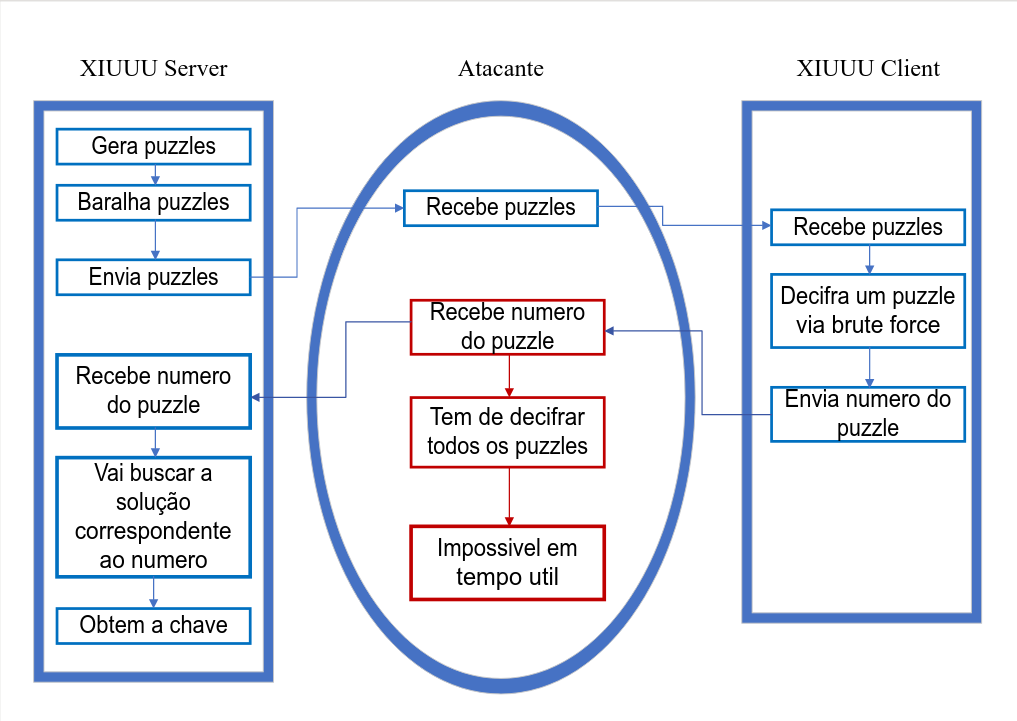 XIUUU Server
Atacante
XIUUU Client
Gera puzzles
Baralha puzzles
Envia puzzles
Recebe numero
do puzzle
Vai buscar a
solução
correspondente
ao numero
Obtem a chave
Recebe puzzles
Recebe numero
do puzzle
Tem de decifrar
todos os puzzles
Impossivel em
tempo util
Recebe puzzles
Decifra um puzzle
via brute force
Envia numero do
puzzle